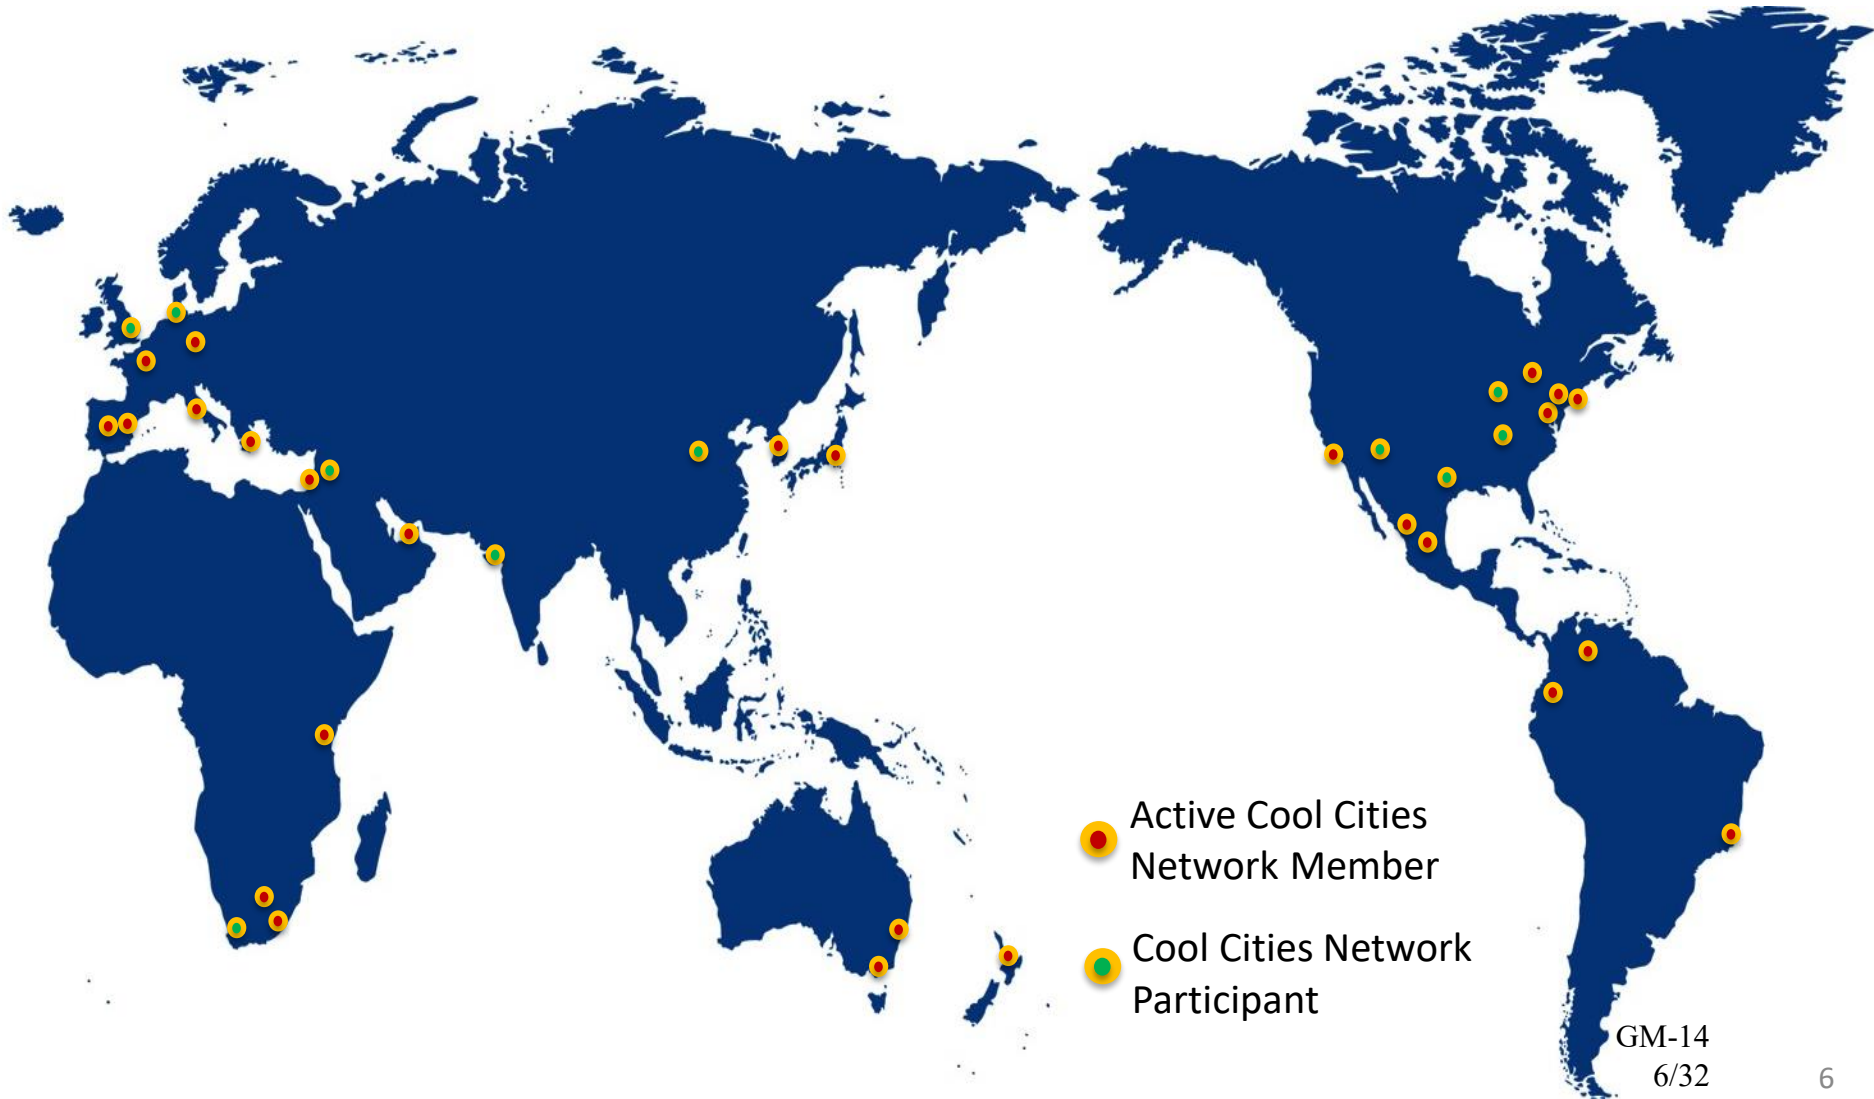 Active Cool Cities
Network Member
Cool Cities Network
Participant
GM-14
6/32
6